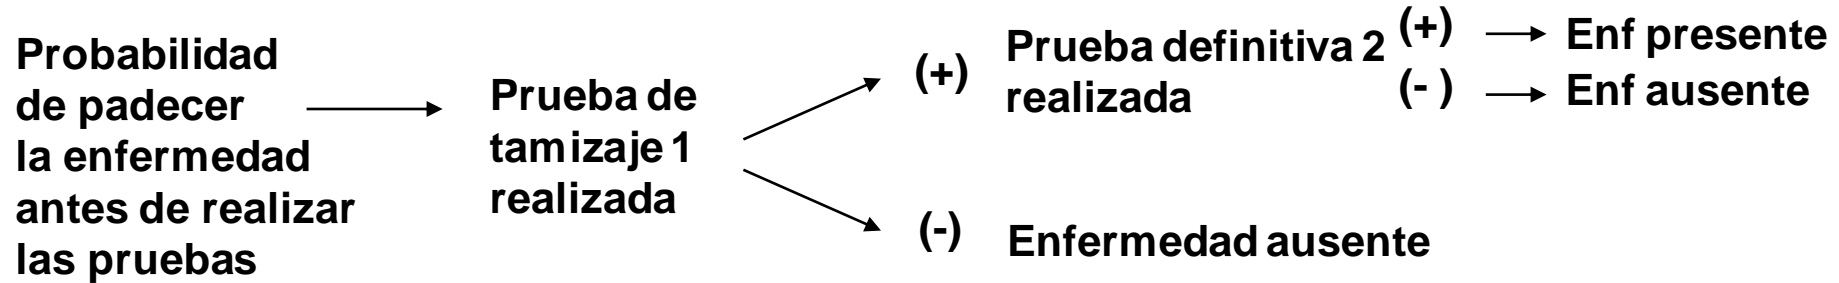 Probabilidad
de padecer
la enfermedad
antes de realizar
las pruebas
Prueba de
tamizaje 1
realizada
(+)
Prueba definitiva 2
realizada
(+)
Enf presente
(- )
Enf ausente
(-)
Enfermedad ausente